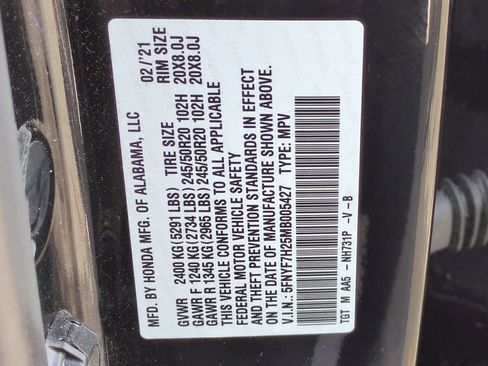 MFD. BY HONDA MFG. OF ALABAMA, LLC 02/'21
TIRE SIZE RIM SIZE
GVWR 2400 KG (5291 LBS)
GAWR F 1240 KG (2734 LBS) 245/50R20 102H 20X8.0J
GAWR R 1345 KG (2965 LBS) 245/50R20 102H 20X8.0J
THIS VEHICLE CONFORMS TO ALL APPLICABLE
FEDERAL MOTOR VEHICLE SAFETY
AND THEFT PREVENTION STANDARDS IN EFFECT
ON THE DATE OF MANUFACTURE SHOWN ABOVE.
V.I.N.: 5FNYF7H25MB005427 TYPE: MPV
TGT M AA5 - NH731P -V-B